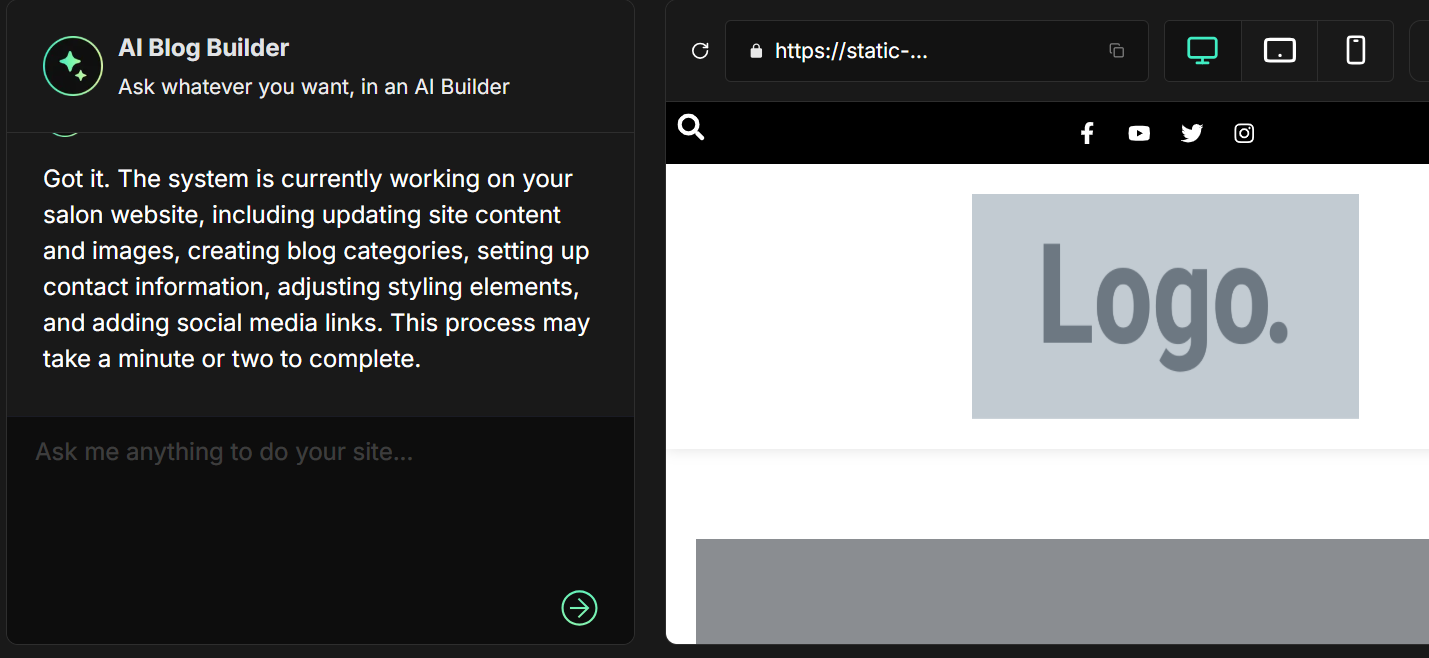 AI Blog Builder
Ask whatever you want, in an AI Builder
Got it. The system is currently working on your
salon website, including updating site content
and images, creating blog categories, setting up
contact information, adjusting styling elements,
and adding social media links. This process may
take a minute or two to complete.
Ask me anything to do your site...
https://static-...
Logo.